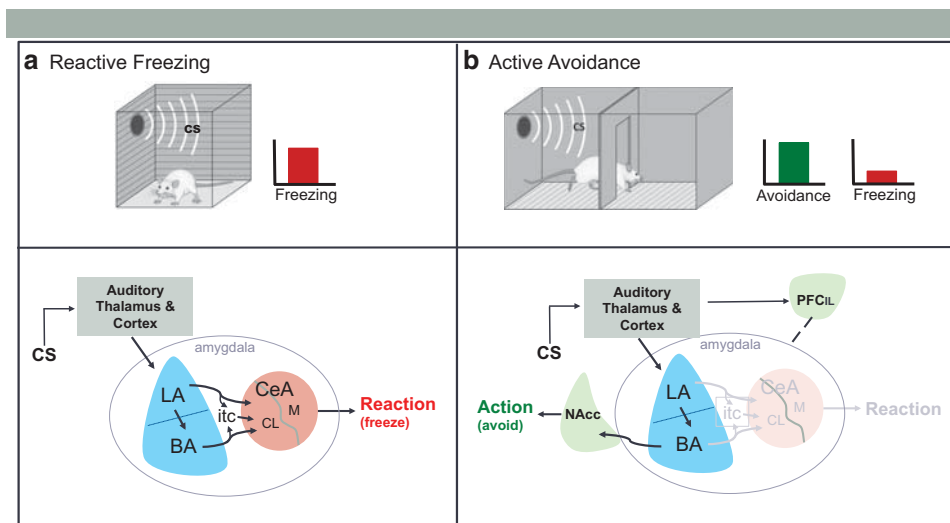 a Reactive Freezing
CS
Freezing
b Active Avoidance
CS
Avoidance
Freezing
Auditory
Thalamus &
Cortex
CS
amygdala
LA
BA
itc
CeA
CL
M
Reaction
(freeze)
Auditory
Thalamus &
Cortex
PFCIL
CS
amygdala
Action
(avoid)
NAcc
LA
BA
itc
CeA
CL
M
Reaction